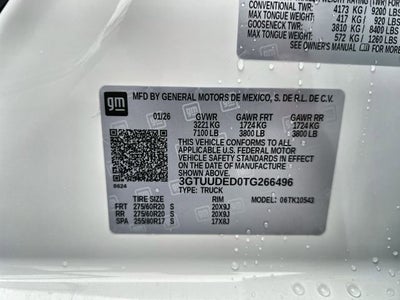 CONVENTIONAL TWR: 4173 KG / 9200 LBS
MAX TONGUE WEIGHT: 417 KG / 920 LBS
GOOSENECK TWR: 3810 KG / 8400 LBS
MAX TONGUE WEIGHT: 572 KG / 1260 LBS
SEE OWNER'S MANUAL
gm
MFD BY GENERAL MOTORS DE MEXICO, S. DE R.L. DE C.V.
01/26 GVWR GAWR FRT GAWR RR
3221 KG 1724 KG 1724 KG
7100 LB 3800 LB 3800 LB
THIS VEHICLE CONFORMS TO ALL APPLICABLE
U.S. FEDERAL MOTOR VEHICLE SAFETY AND
THEFT PREVENTION STANDARDS IN EFFECT ON
THE DATE OF MANUFACTURE SHOWN ABOVE.
3GTUUDED0TG266496
0624
TYPE: TRUCK
MODEL: 06TK10543
TIRE SIZE RIM
FRT 275/60R20 S 20X9J
RR 275/60R20 S 20X9J
SPA 255/80R17 S 17X8J